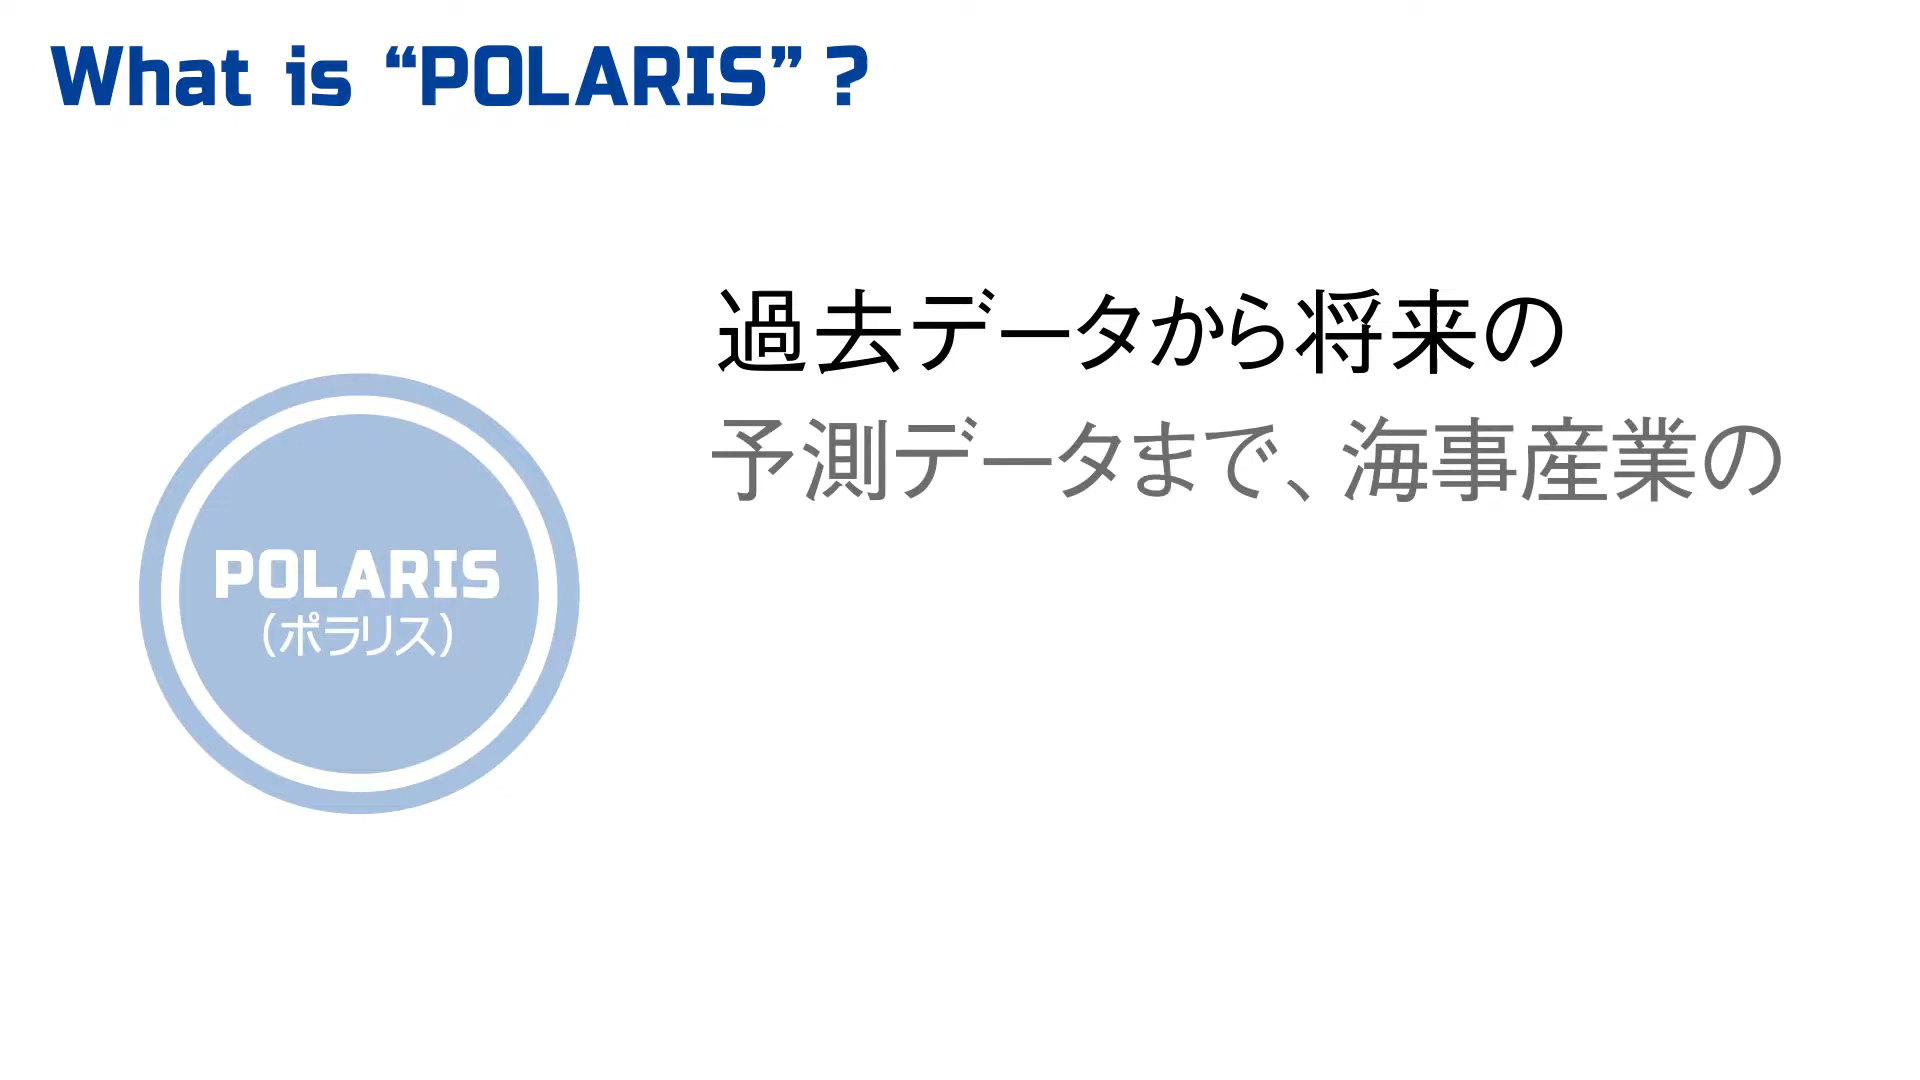 What is “POLARIS” ?
過去データから将来の
予測データまで、海事産業の
POLARIS
（ポラリス）